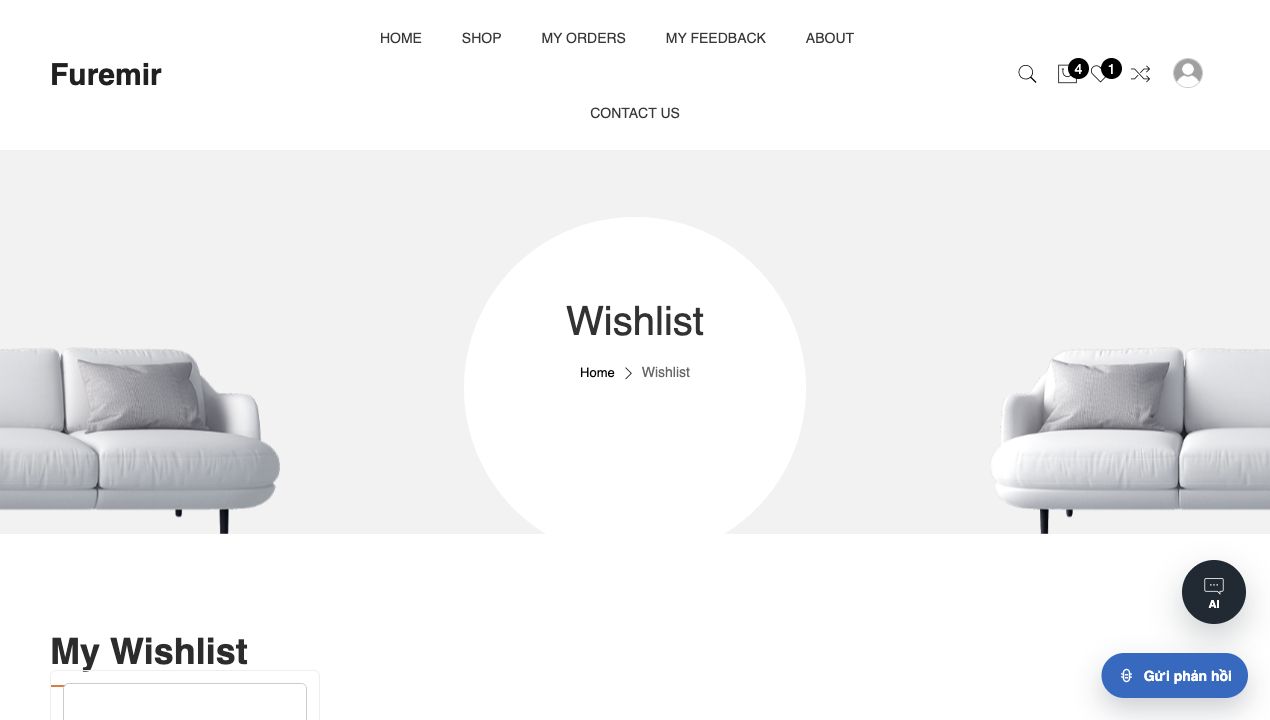 HOME SHOP MY ORDERS MY FEEDBACK ABOUT
Furemir
4 1
CONTACT US
Wishlist
Home Wishlist
AI
My Wishlist
Gửi phản hồi